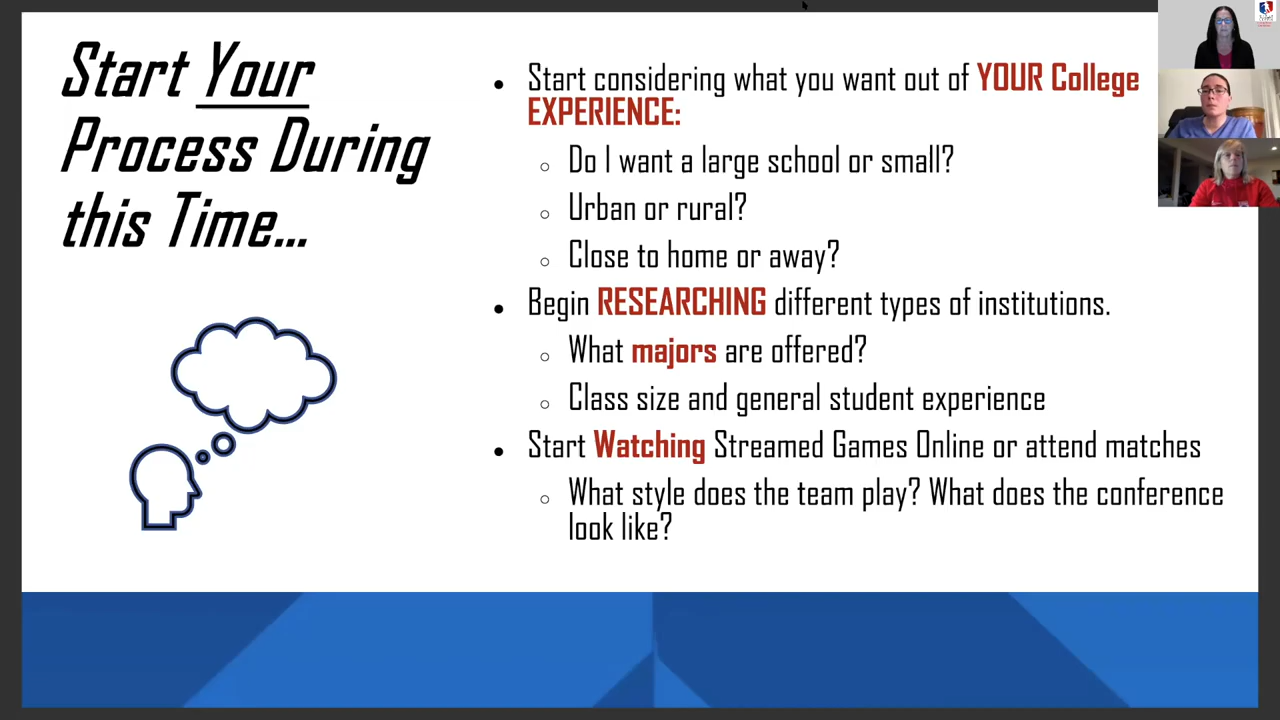 Start Your
Process During
this Time...
Start considering what you want out of YOUR College
EXPERIENCE:
Do I want a large school or small?
Urban or rural?
Close to home or away?
Begin RESEARCHING different types of institutions.
What majors are offered?
Class size and general student experience
Start Watching Streamed Games Online or attend matches
What style does the team play? What does the conference
look like?